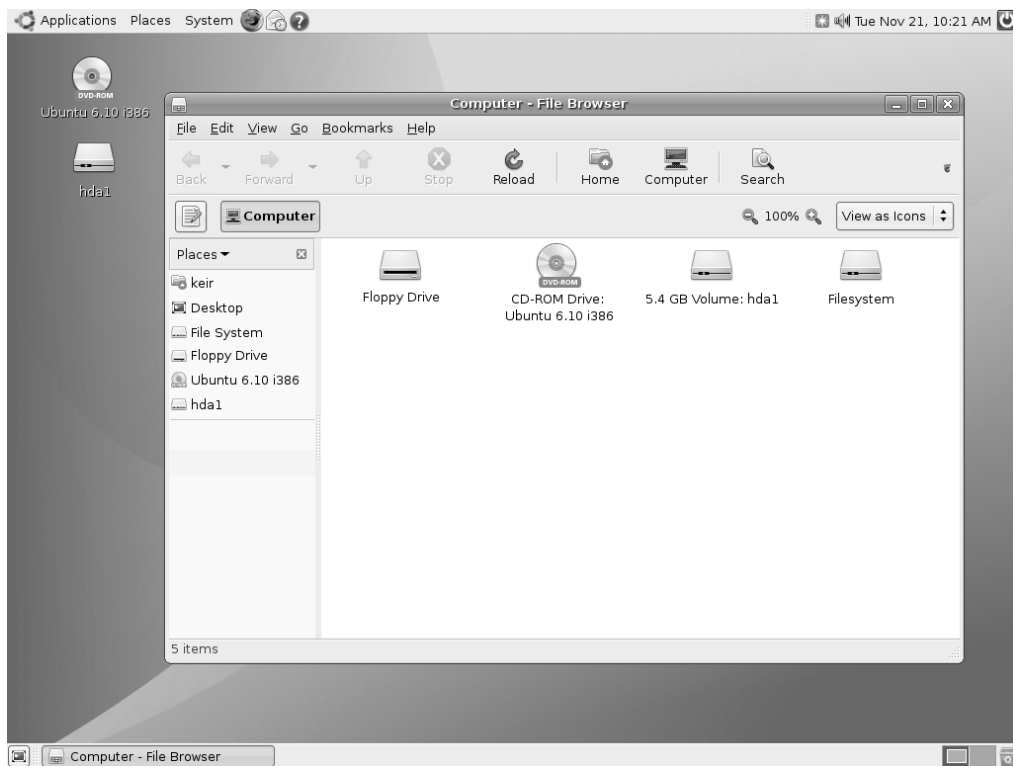 Applications Places System Tue Nov 21, 10:21 AM
DVD-ROM
Ubuntu 6.10 i386
hda1
Computer - File Browser
File Edit View Go Bookmarks Help
Back Forward Up Stop Reload Home Computer Search
Computer 100% View as Icons
Places
keir
Desktop
File System
Floppy Drive
Ubuntu 6.10 i386
hda1
Floppy Drive
DVD-ROM
CD-ROM Drive:
Ubuntu 6.10 i386
5.4 GB Volume: hda1
Filesystem
5 items
Computer - File Browser